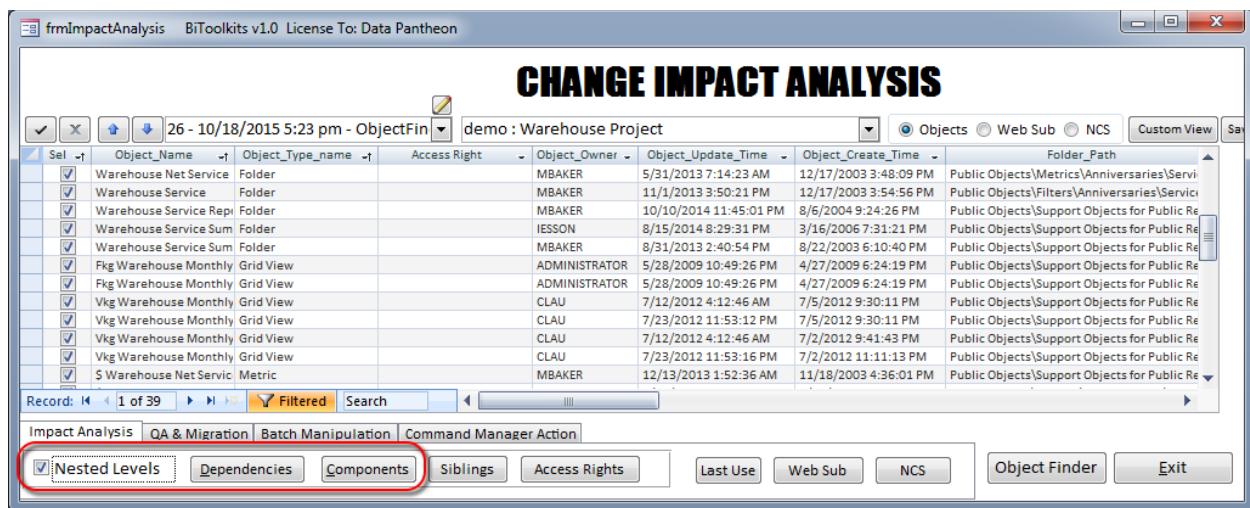 frmImpactAnalysis BiToolkits v1.0 License To: Data Pantheon
CHANGE IMPACT ANALYSIS
26 - 10/18/2015 5:23 pm - ObjectFin demo : Warehouse Project Objects Web Sub NCS Custom View Sav
Sel Object_Name Object_Type_name Access Right Object_Owner Object_Update_Time Object_Create_Time Folder_Path
Warehouse Net Service Folder MBAKER 5/31/2013 7:14:23 AM 12/17/2003 3:48:09 PM Public Objects\Metrics\Anniversaries\Servi
Warehouse Service Folder MBAKER 11/1/2013 3:50:21 PM 12/17/2003 3:54:56 PM Public Objects\Filters\Anniversaries\Service
Warehouse Service Rep Folder MBAKER 10/10/2014 11:45:01 PM 8/6/2004 9:24:26 PM Public Objects\Support Objects for Public Re
Warehouse Service Sum Folder IESSON 8/15/2014 8:29:31 PM 3/16/2006 7:31:21 PM Public Objects\Support Objects for Public Re
Warehouse Service Sum Folder MBAKER 8/31/2013 2:40:54 PM 8/22/2003 6:10:40 PM Public Objects\Support Objects for Public Re
Fkg Warehouse Monthly Grid View ADMINISTRATOR 5/28/2009 10:49:26 PM 4/27/2009 6:24:19 PM Public Objects\Support Objects for Public Re
Fkg Warehouse Monthly Grid View ADMINISTRATOR 5/28/2009 10:49:26 PM 4/27/2009 6:24:19 PM Public Objects\Support Objects for Public Re
Vkg Warehouse Monthly Grid View CLAU 7/12/2012 4:12:46 AM 7/5/2012 9:30:11 PM Public Objects\Support Objects for Public Re
Vkg Warehouse Monthly Grid View CLAU 7/23/2012 11:53:12 PM 7/5/2012 9:30:11 PM Public Objects\Support Objects for Public Re
Vkg Warehouse Monthly Grid View CLAU 7/12/2012 4:12:46 AM 7/2/2012 9:41:43 PM Public Objects\Support Objects for Public Re
Vkg Warehouse Monthly Grid View CLAU 7/23/2012 11:53:16 PM 7/2/2012 11:11:13 PM Public Objects\Support Objects for Public Re
$ Warehouse Net Servic Metric MBAKER 12/13/2013 1:52:36 AM 11/18/2003 4:36:01 PM Public Objects\Support Objects for Public Re
Record: 1 of 39 Filtered Search
Impact Analysis QA & Migration Batch Manipulation Command Manager Action
Nested Levels Dependencies Components Siblings Access Rights Last Use Web Sub NCS Object Finder Exit